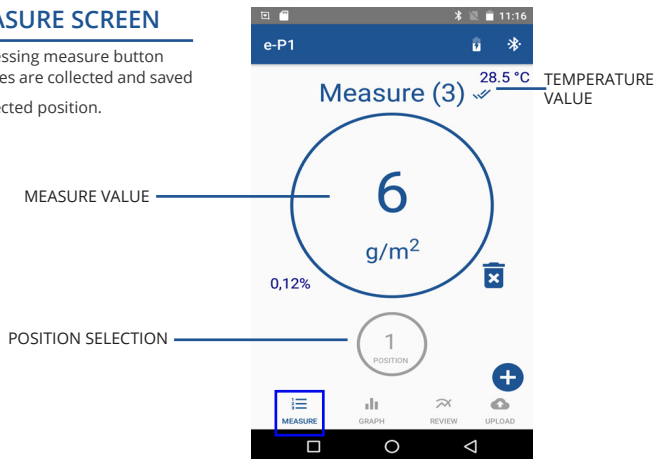 ASURE SCREEN
essing measure button
es are collected and saved
ected position.
11:16
e-P1
28.5 °C
Measure (3)
TEMPERATURE
VALUE
6
g/m²
MEASURE VALUE
0,12%
POSITION SELECTION
1
POSITION
MEASURE GRAPH REVIEW UPLOAD